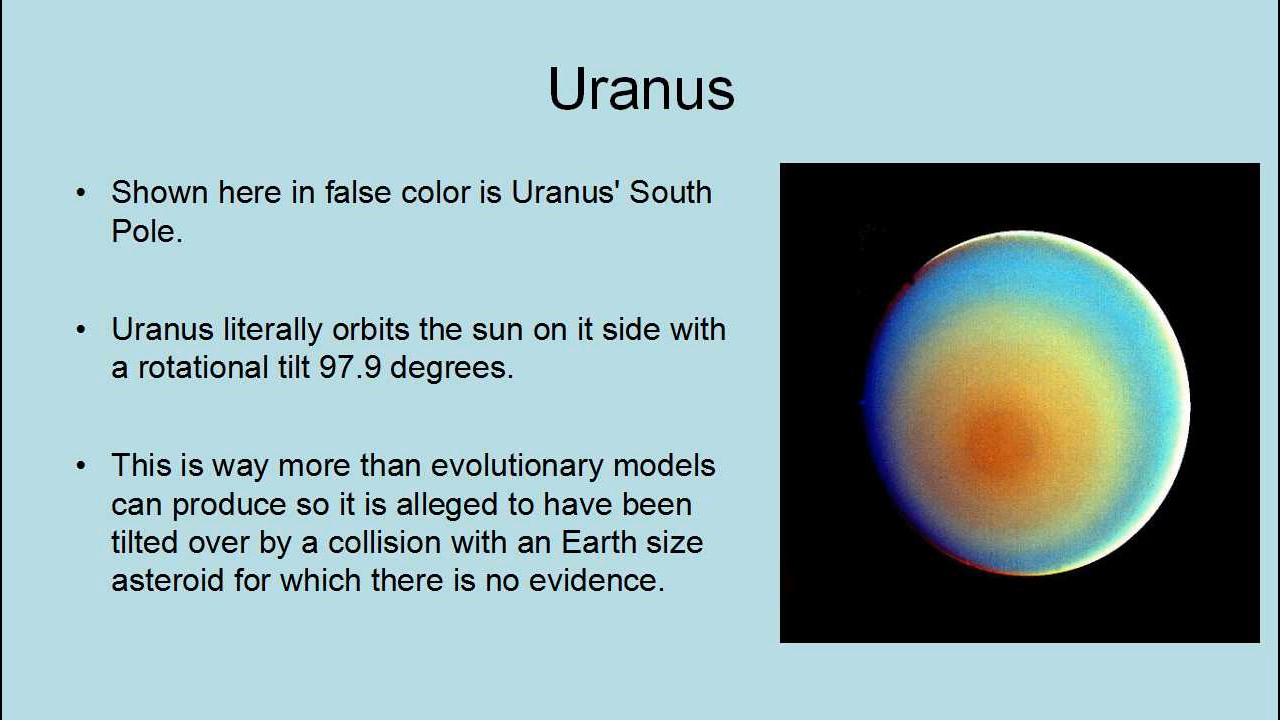 Uranus
• Shown here in false color is Uranus' South
Pole.
• Uranus literally orbits the sun on it side with
a rotational tilt 97.9 degrees.
• This is way more than evolutionary models
can produce so it is alleged to have been
tilted over by a collision with an Earth size
asteroid for which there is no evidence.